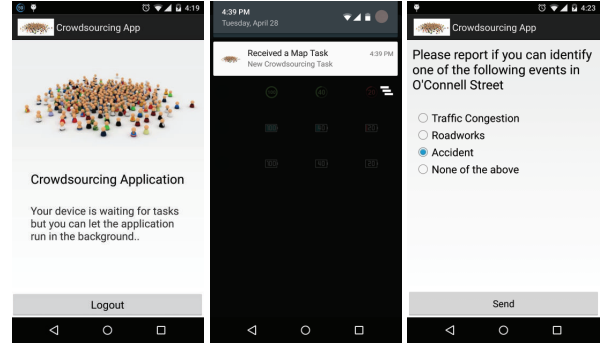 4:19
Crowdsourcing App
Crowdsourcing Application
Your device is waiting for tasks
but you can let the application
run in the background..
Logout
4:39 PM
Tuesday, April 28
Received a Map Task
4:39 PM
New Crowdsourcing Task
4:23
Crowdsourcing App
Please report if you can identify
one of the following events in
O'Connell Street
Traffic Congestion
Roadworks
Accident
None of the above
Send